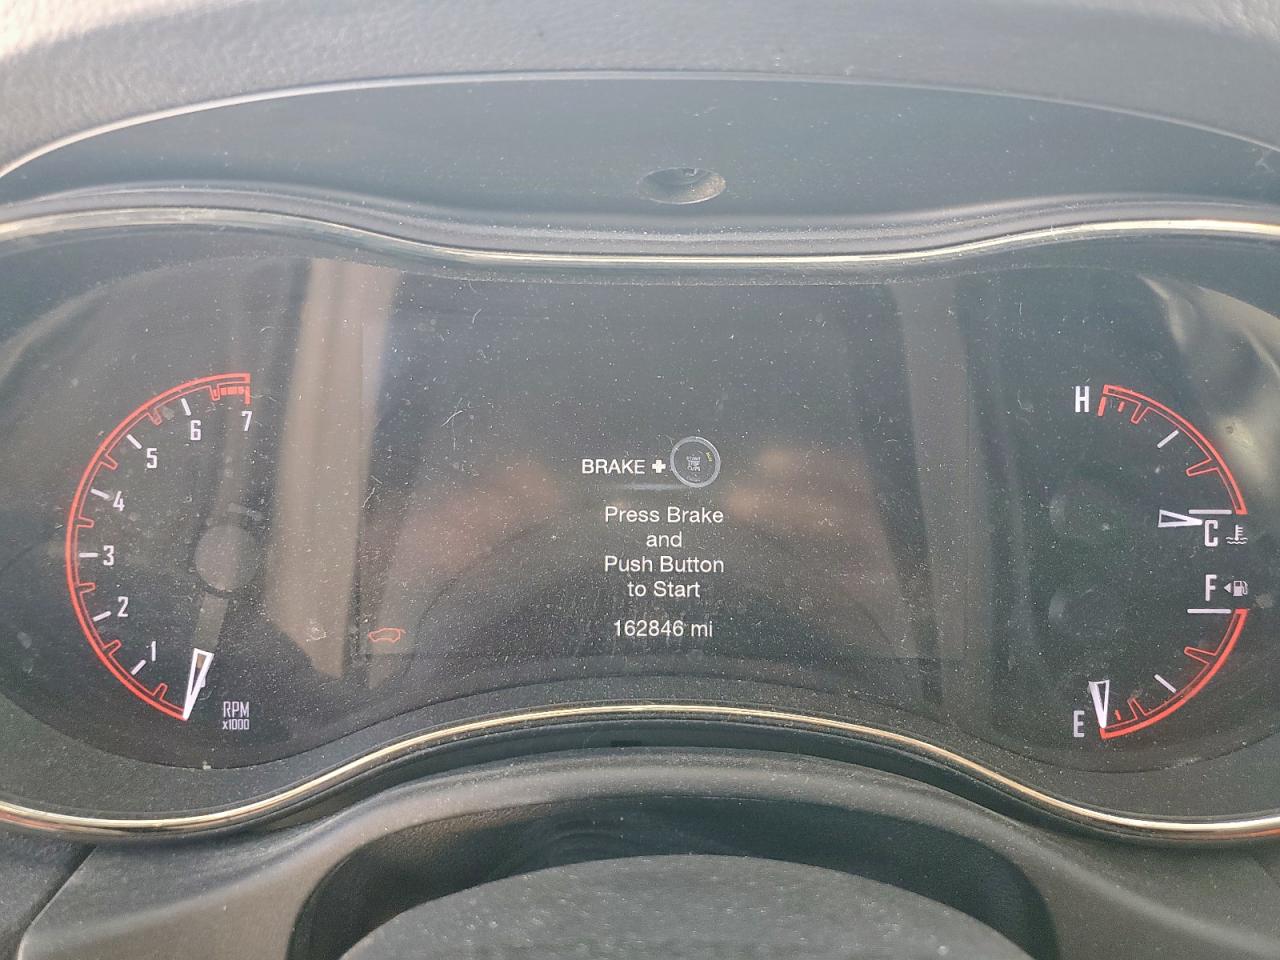 7
6
5
4
3
2
1
RPM
x1000
BRAKE +
Press Brake
and
Push Button
to Start
162846 mi
H
C
F
E